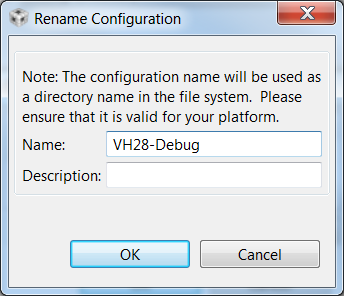 Rename Configuration
Note: The configuration name will be used as
a directory name in the file system.  Please
ensure that it is valid for your platform.
Name: VH28-Debug
Description:
OK Cancel